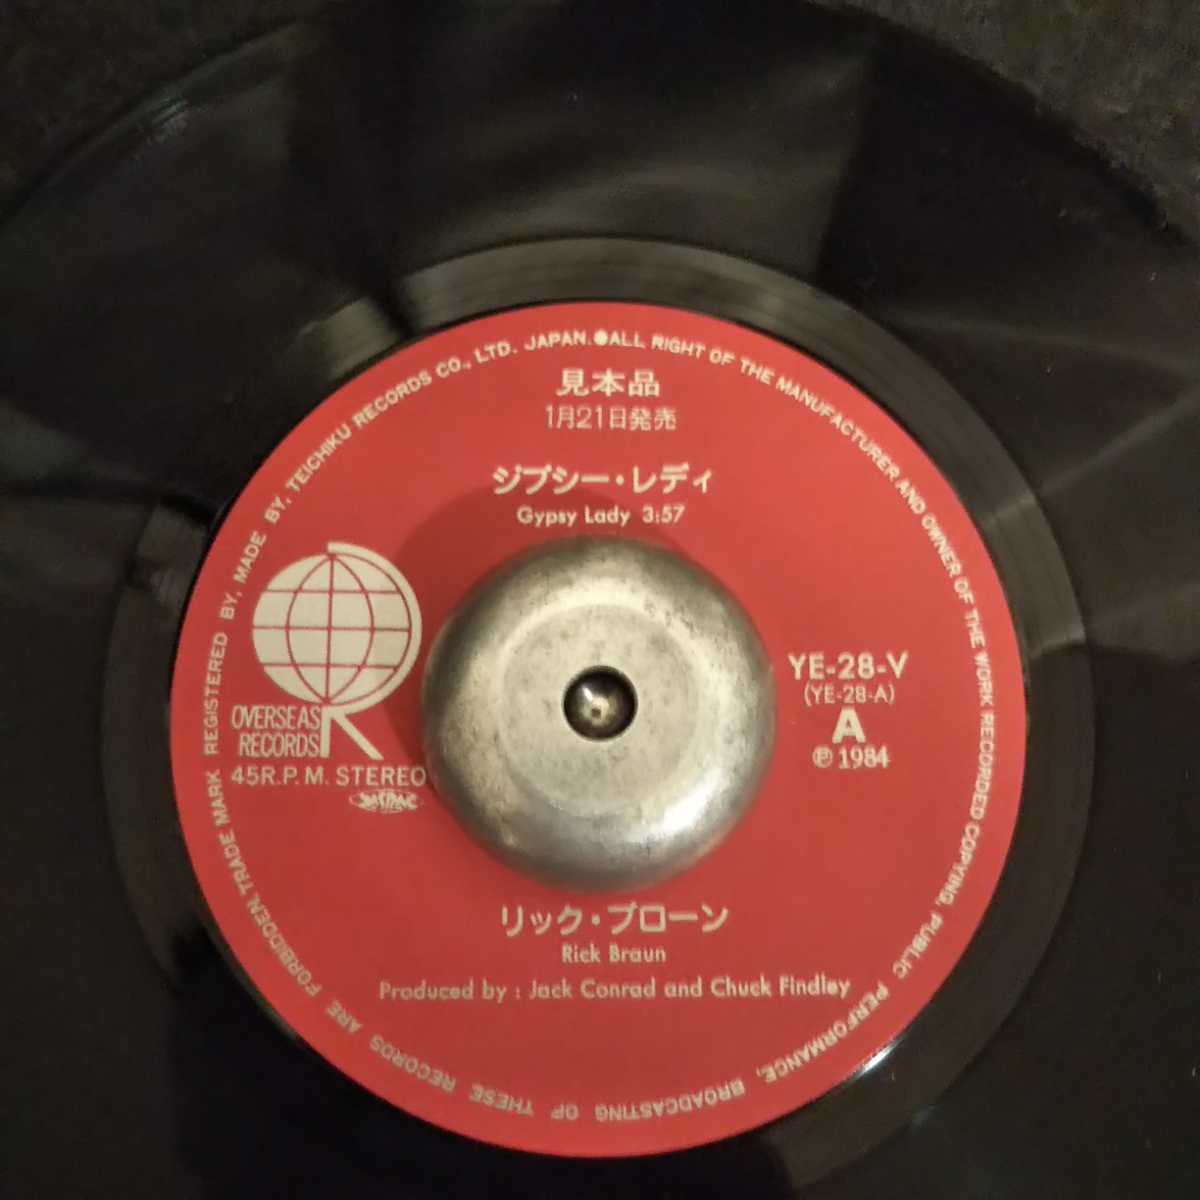 TRADE MARK REGISTERED BY, MADE BY, TEICHIKU RECORDS CO., LTD. JAPAN.●ALL RIGHT OF THE MANUFACTURER AND OWNER OF THE WORK RECORDED COPYING, PUBLIC PERFORMANCE, BROADCASTING OF THESE RECORDS ARE FORBIDDEN.
見本品
1月21日発売
ジプシー・レディ
Gypsy Lady 3:57
R
OVERSEAS
RECORDS
45R.P.M. STEREO
JASRAC
YE-28-V
(YE-28-A)
A
℗ 1984
リック・ブローン
Rick Braun
Produced by : Jack Conrad and Chuck Findley